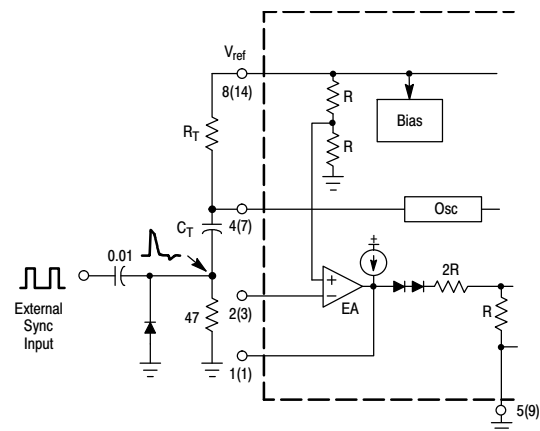 V_ref
8(14)
R
Bias
R_T
R
C_T
4(7)
Osc
0.01
External
Sync
Input
47
2(3)
+
−
EA
2R
R
1(1)
5(9)